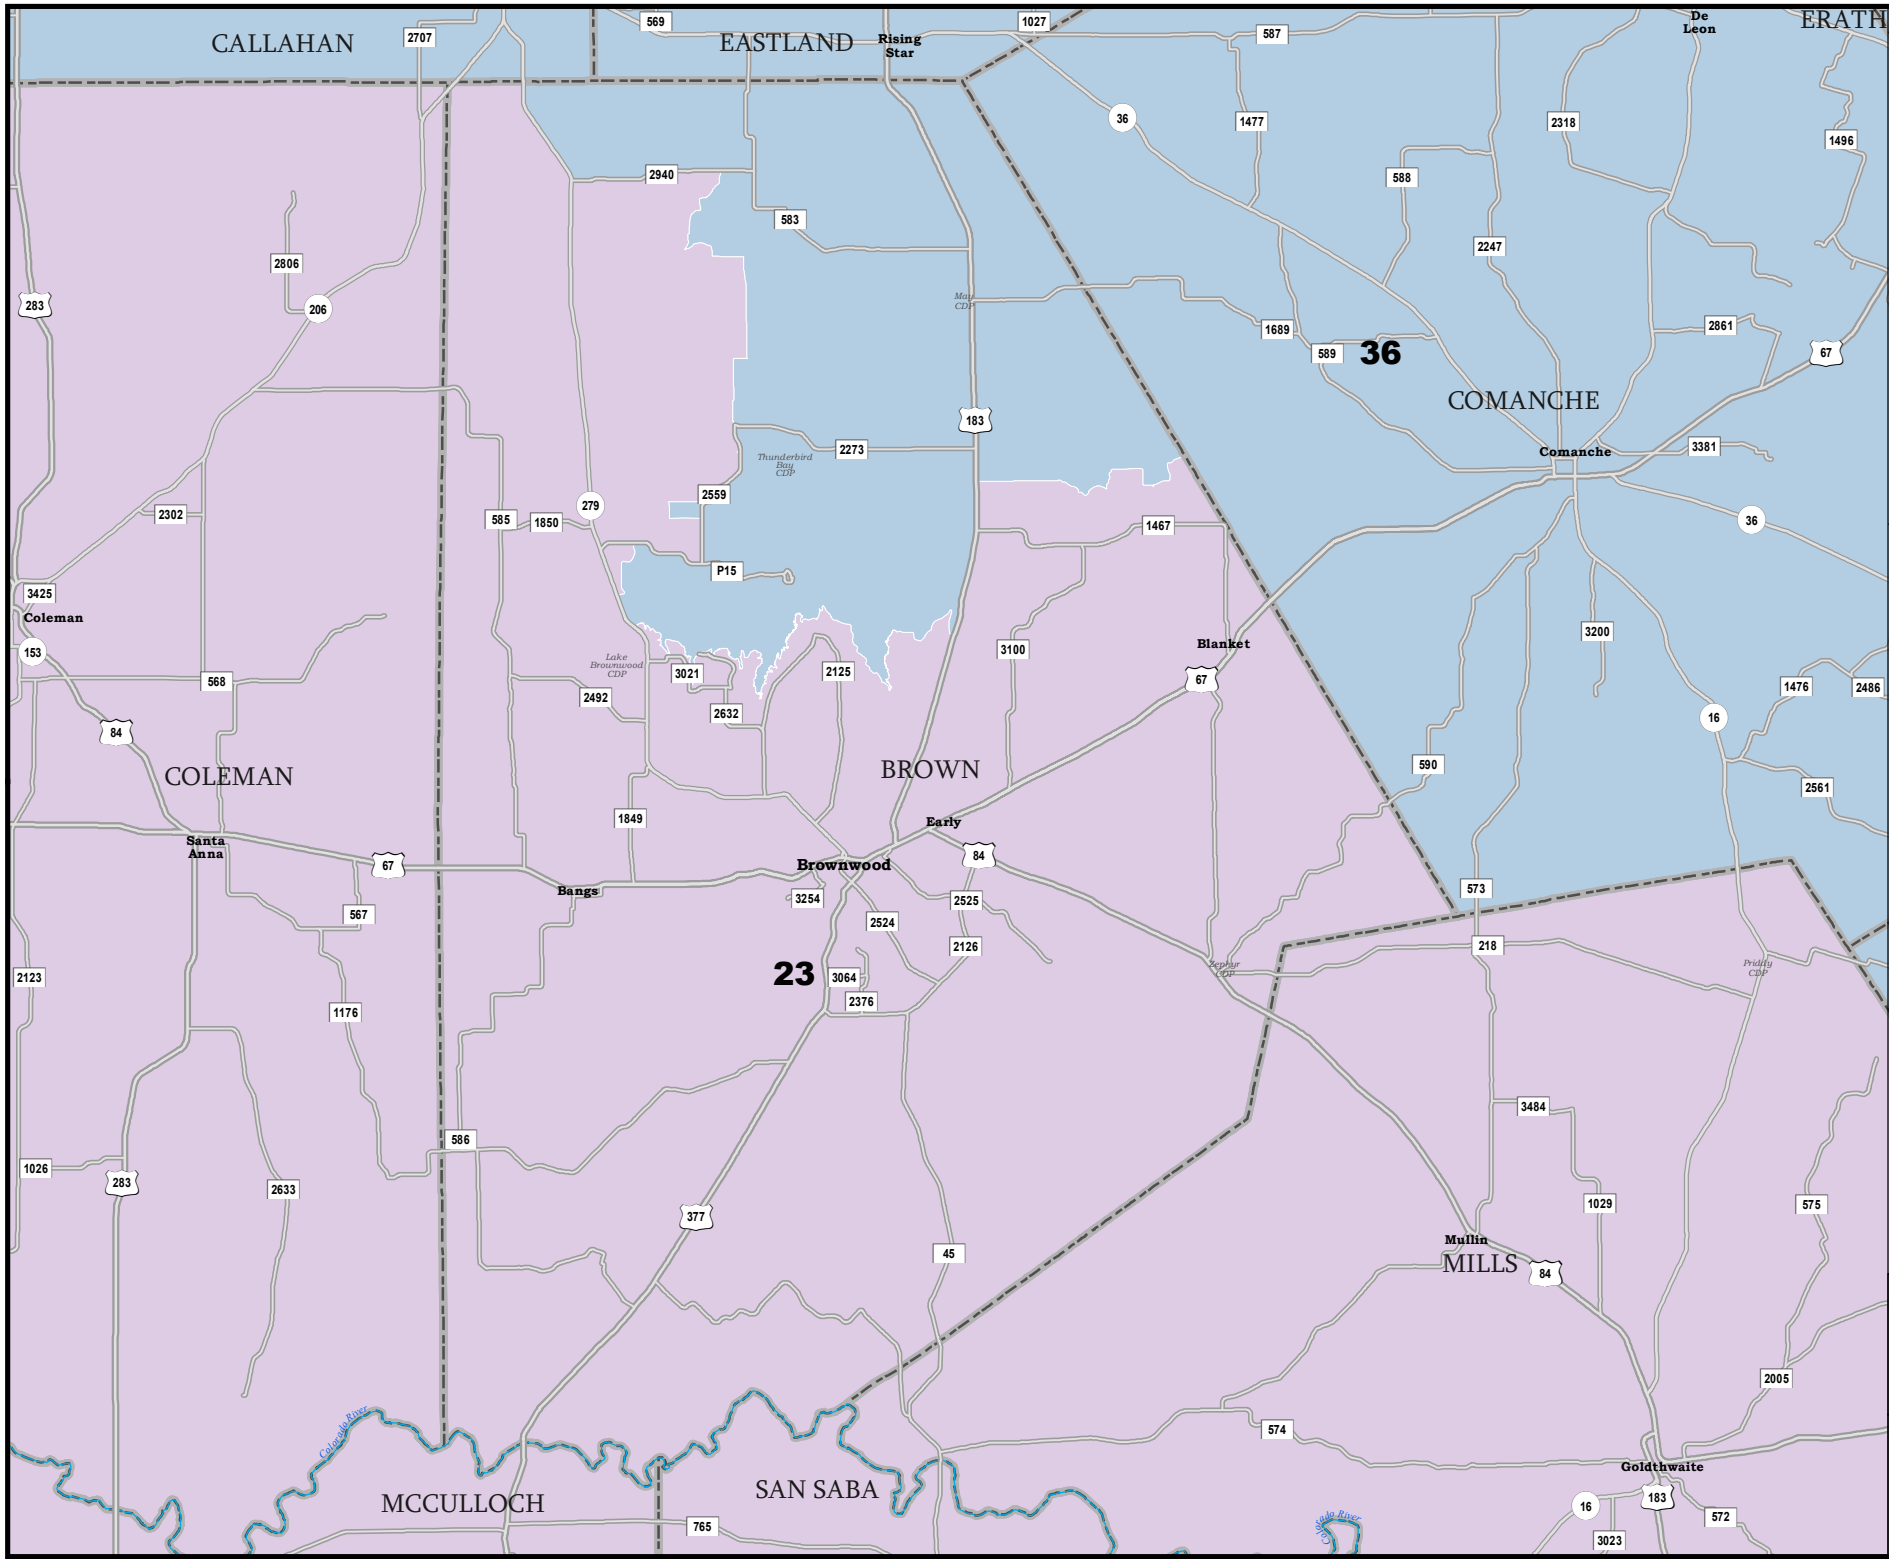 CALLAHAN
2707
569
EASTLAND
Rising
Star
1027
587
De
Leon
ERATH
36
1477
2318
1496
2940
588
583
2247
2806
283
206
May
CDP
1689
589
36
2861
67
COMANCHE
183
Comanche
3381
Thunderbird
Bay
CDP
2273
2559
279
585
1850
2302
1467
36
P15
3425
Coleman
153
568
Lake
Brownwood
CDP
3021
2125
3100
Blanket
67
3200
1476
2486
2492
2632
16
84
COLEMAN
BROWN
590
2561
1849
Early
Santa
Anna
67
Brownwood
84
Bangs
3254
2525
573
567
2524
2126
218
2123
23
3064
Zephyr
CDP
Priddy
CDP
2376
1176
3484
586
1026
283
2633
1029
575
377
45
Mullin
MILLS
84
2005
Colorado River
574
Goldthwaite
MCCULLOCH
SAN SABA
183
16
572
765
Colorado River
3023